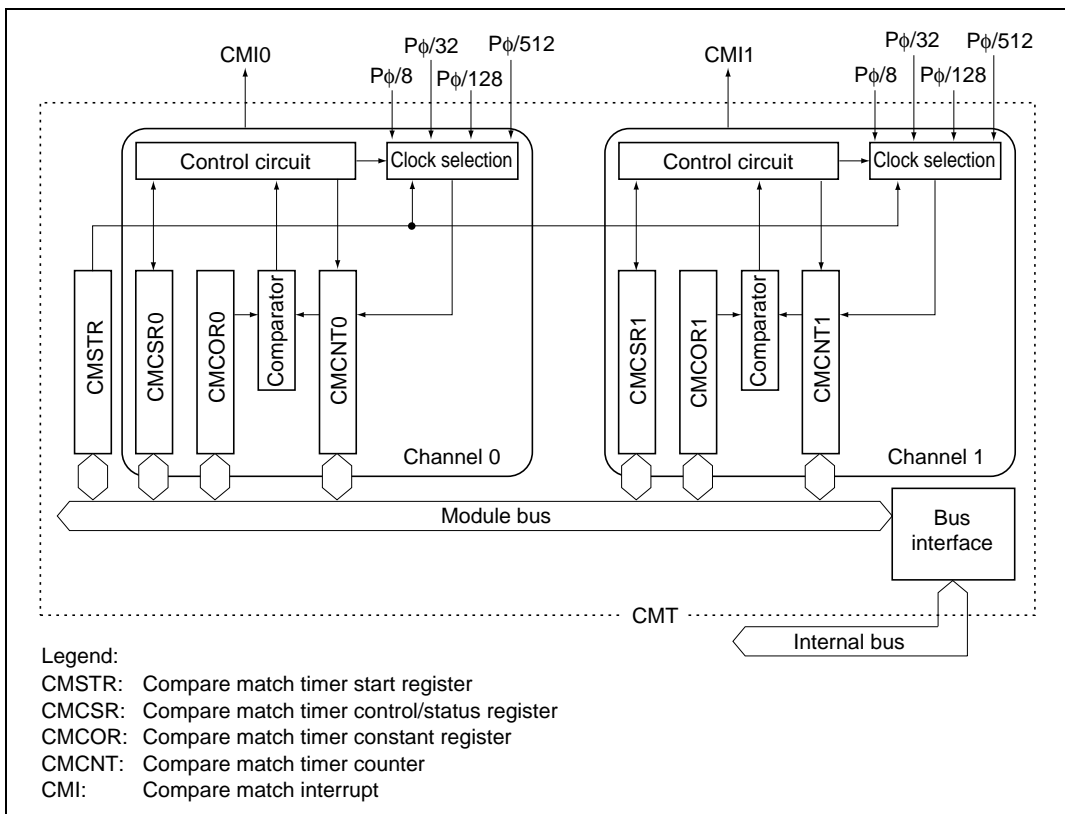 CMI0
Pϕ/32
Pϕ/512
Pϕ/8
Pϕ/128
CMI1
Pϕ/32
Pϕ/512
Pϕ/8
Pϕ/128
Control circuit
Clock selection
Control circuit
Clock selection
CMSTR
CMCSR0
CMCOR0
Comparator
CMCNT0
Channel 0
CMCSR1
CMCOR1
Comparator
CMCNT1
Channel 1
Module bus
Bus
interface
CMT
Internal bus
Legend:
CMSTR: Compare match timer start register
CMCSR: Compare match timer control/status register
CMCOR: Compare match timer constant register
CMCNT: Compare match timer counter
CMI: Compare match interrupt